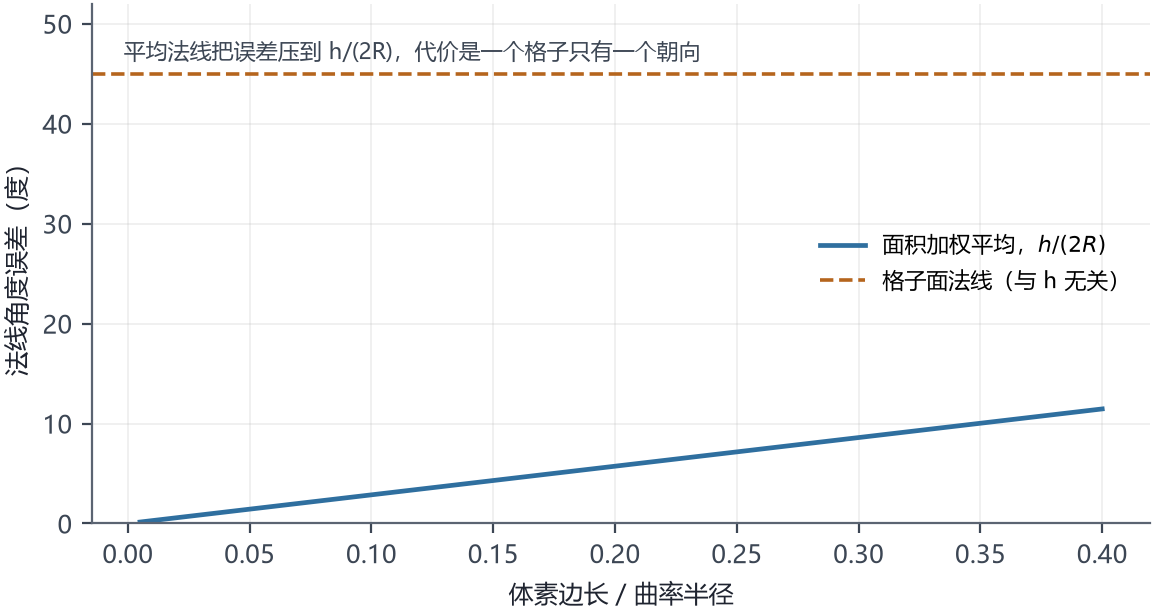 50
平均法线把误差压到 h/(2R)，代价是一个格子只有一个朝向
40
30
20
10
0
法线角度误差（度）
面积加权平均，h/(2R)
格子面法线（与 h 无关）
0.00 0.05 0.10 0.15 0.20 0.25 0.30 0.35 0.40
体素边长 / 曲率半径